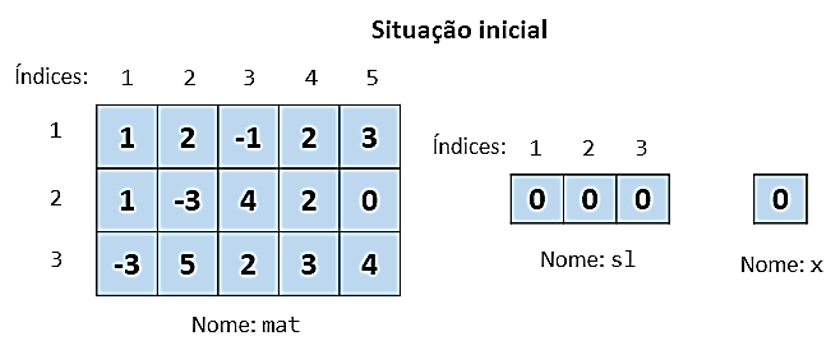 Situação inicial
Índices: 1 2 3 4 5
1 1 2 -1 2 3
2 1 -3 4 2 0
3 -3 5 2 3 4
Nome: mat
Índices: 1 2 3
0 0 0
Nome: sl
0
Nome: x